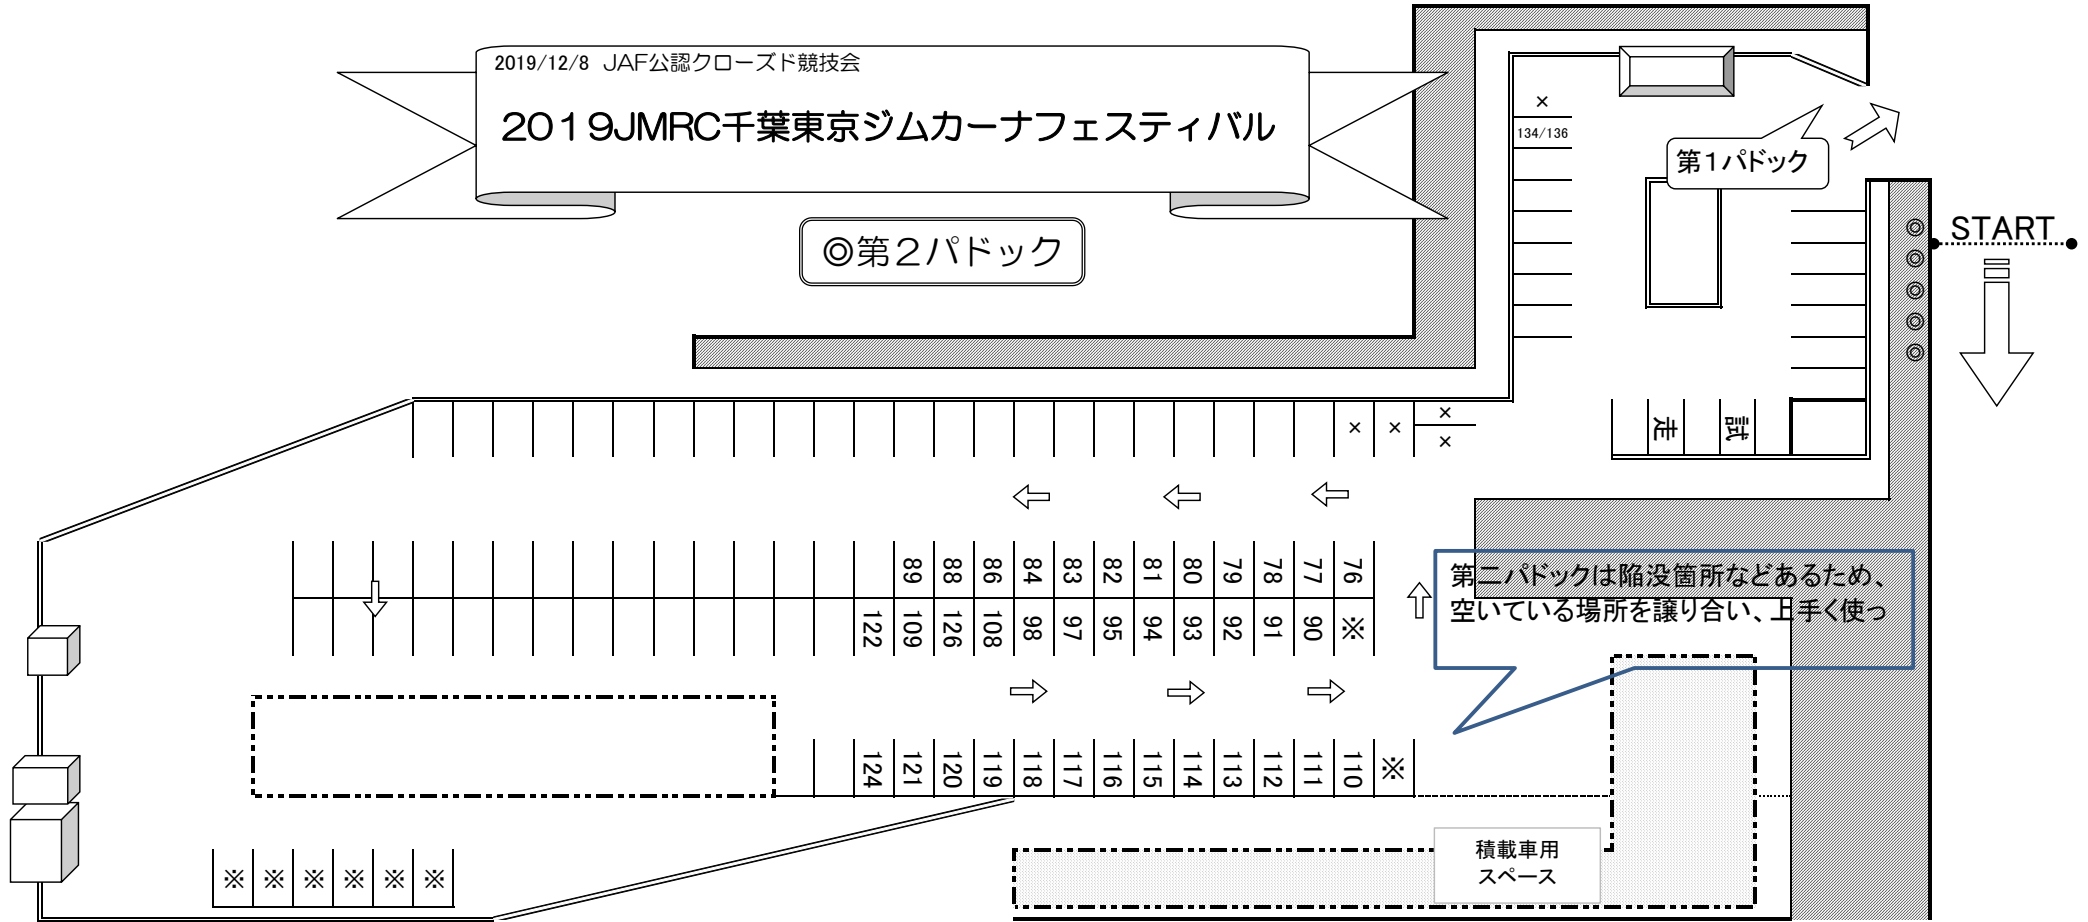 2019/12/8 JAF公認クローズド競技会
2019JMRC千葉東京ジムカーナフェスティバル
◎第2パドック
×
134/136
第1パドック
START
◎
◎
◎
◎
◎
× × ×
×
走 試
89 88 86 84 83 82 81 80 79 78 77 76
122 109 126 108 98 97 95 94 93 92 91 90 ※
第二パドックは陥没箇所などあるため、
空いている場所を譲り合い、上手く使っ
124 121 120 119 118 117 116 115 114 113 112 111 110 ※
積載車用
スペース
※ ※ ※ ※ ※ ※